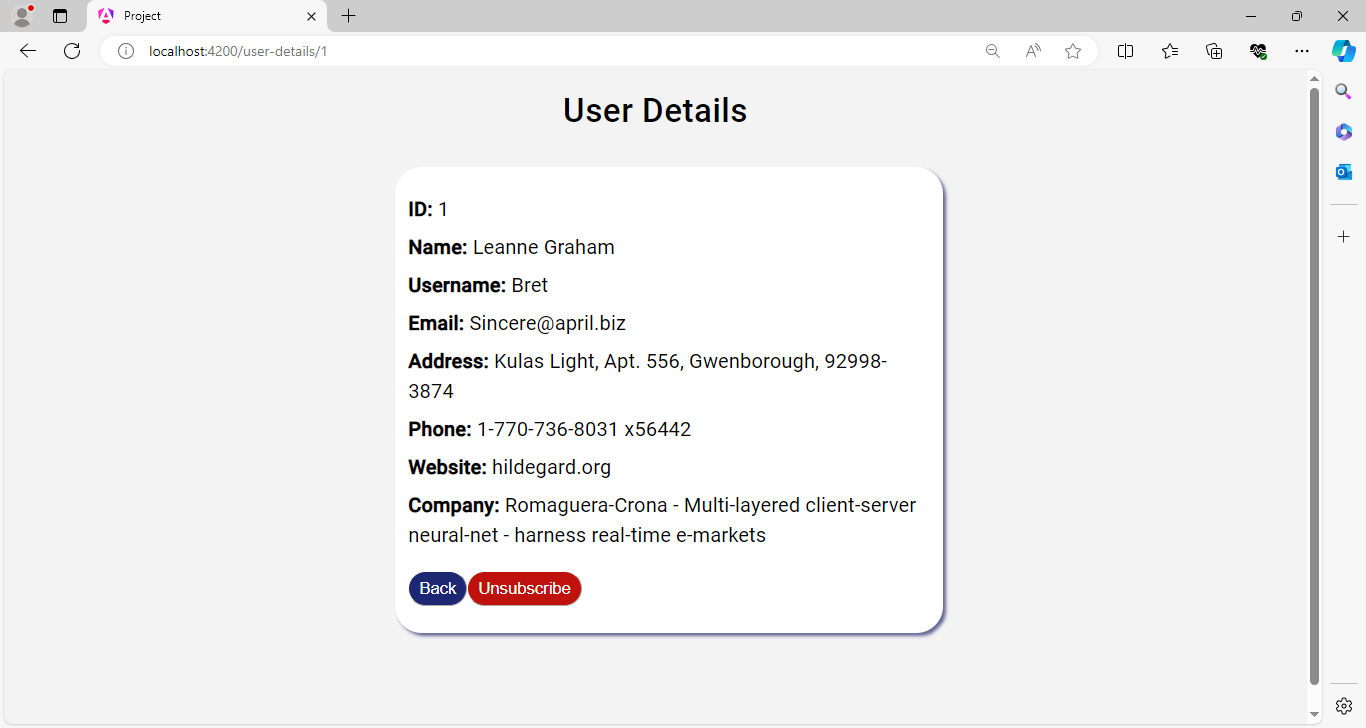 Project
localhost:4200/user-details/1
User Details
ID: 1
Name: Leanne Graham
Username: Bret
Email: Sincere@april.biz
Address: Kulas Light, Apt. 556, Gwenborough, 92998-
3874
Phone: 1-770-736-8031 x56442
Website: hildegard.org
Company: Romaguera-Crona - Multi-layered client-server
neural-net - harness real-time e-markets
Back Unsubscribe